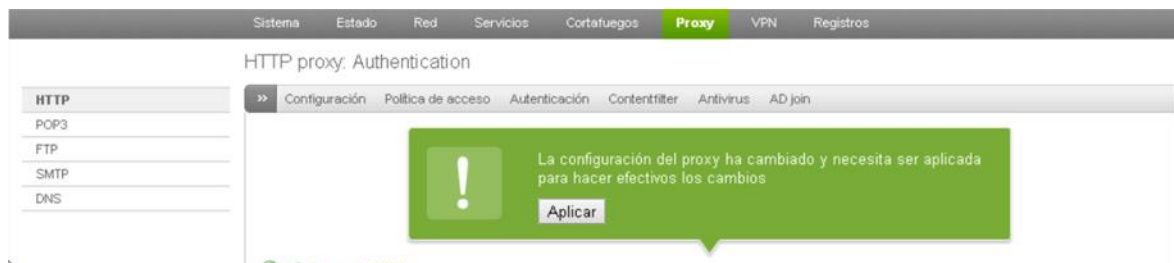 Sistema Estado Red Servicios Cortafuegos Proxy VPN Registros
HTTP proxy: Authentication
HTTP
POP3
FTP
SMTP
DNS
» Configuración Política de acceso Autenticación Contentfilter Antivirus AD join
La configuración del proxy ha cambiado y necesita ser aplicada
para hacer efectivos los cambios
Aplicar